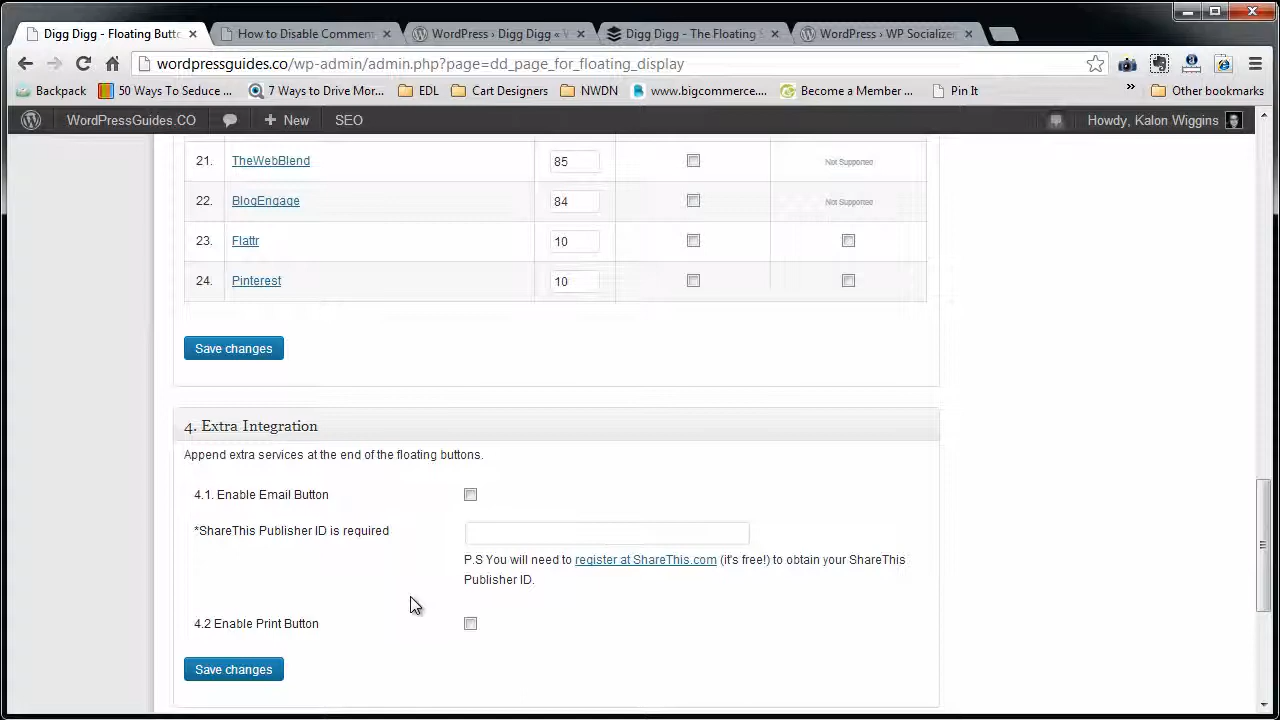 Digg Digg - Floating Butto
How to Disable Comment
WordPress › Digg Digg « W
Digg Digg - The Floating S
WordPress › WP Socializer
wordpressguides.co/wp-admin/admin.php?page=dd_page_for_floating_display
Backpack
50 Ways To Seduce ...
7 Ways to Drive Mot...
EDL
Cart Designers
NWDN
www.bigcommerce....
Become a Member ...
Pin It
»
Other bookmarks
WordPressGuides.CO
+ New
SEO
Howdy, Kalon Wiggins
21. TheWebBlend 85 Not Supported
22. BlogEngage 84 Not Supported
23. Flattr 10
24. Pinterest 10
Save changes
4. Extra Integration
Append extra services at the end of the floating buttons.
4.1. Enable Email Button
*ShareThis Publisher ID is required
P.S You will need to register at ShareThis.com (it's free!) to obtain your ShareThis
Publisher ID.
4.2 Enable Print Button
Save changes